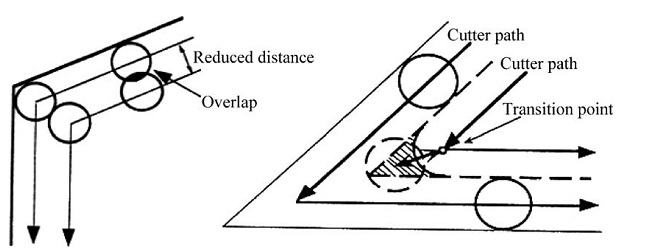 Cutter path
Reduced distance
Cutter path
Overlap
Transition point